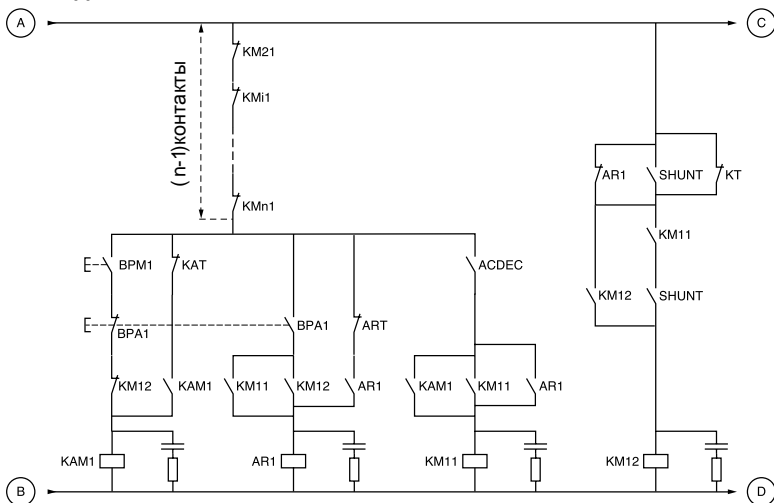 A
C
KM21
KMi1
( n-1)контакты
KMn1
AR1
SHUNT
KT
KM11
BPM1
KAT
ACDEC
KM12
SHUNT
BPA1
BPA1
ART
KM12
KAM1
KM11
KM12
AR1
KAM1
KM11
AR1
KAM1
AR1
KM11
KM12
B
D